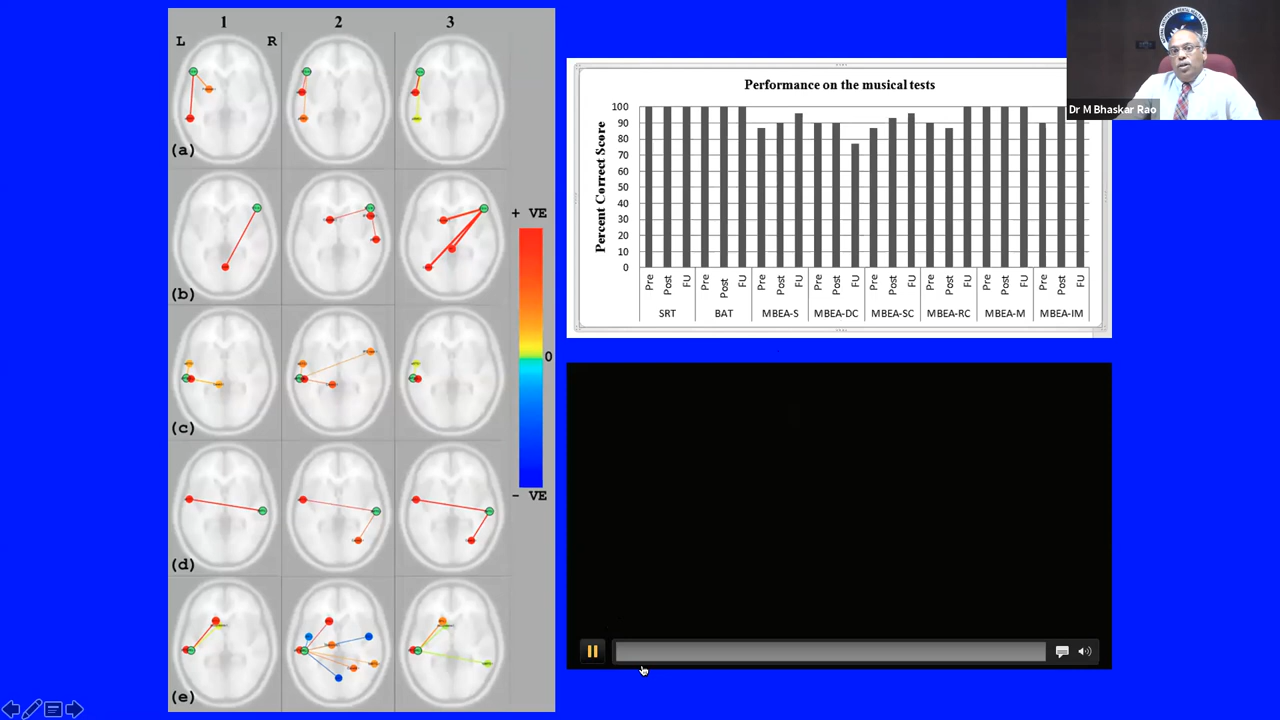 1 2 3
L R
(a)
(b)
(c)
(d)
(e)
+ VE
0
- VE
Performance on the musical tests
Percent Correct Score
100
90
80
70
60
50
40
30
20
10
0
Pre Post FU Pre Post FU Pre Post FU Pre Post FU Pre Post FU Pre Post FU Pre Post FU Pre Post FU
SRT BAT MBEA-S MBEA-DC MBEA-SC MBEA-RC MBEA-M MBEA-IM
Dr M Bhaskar Rao